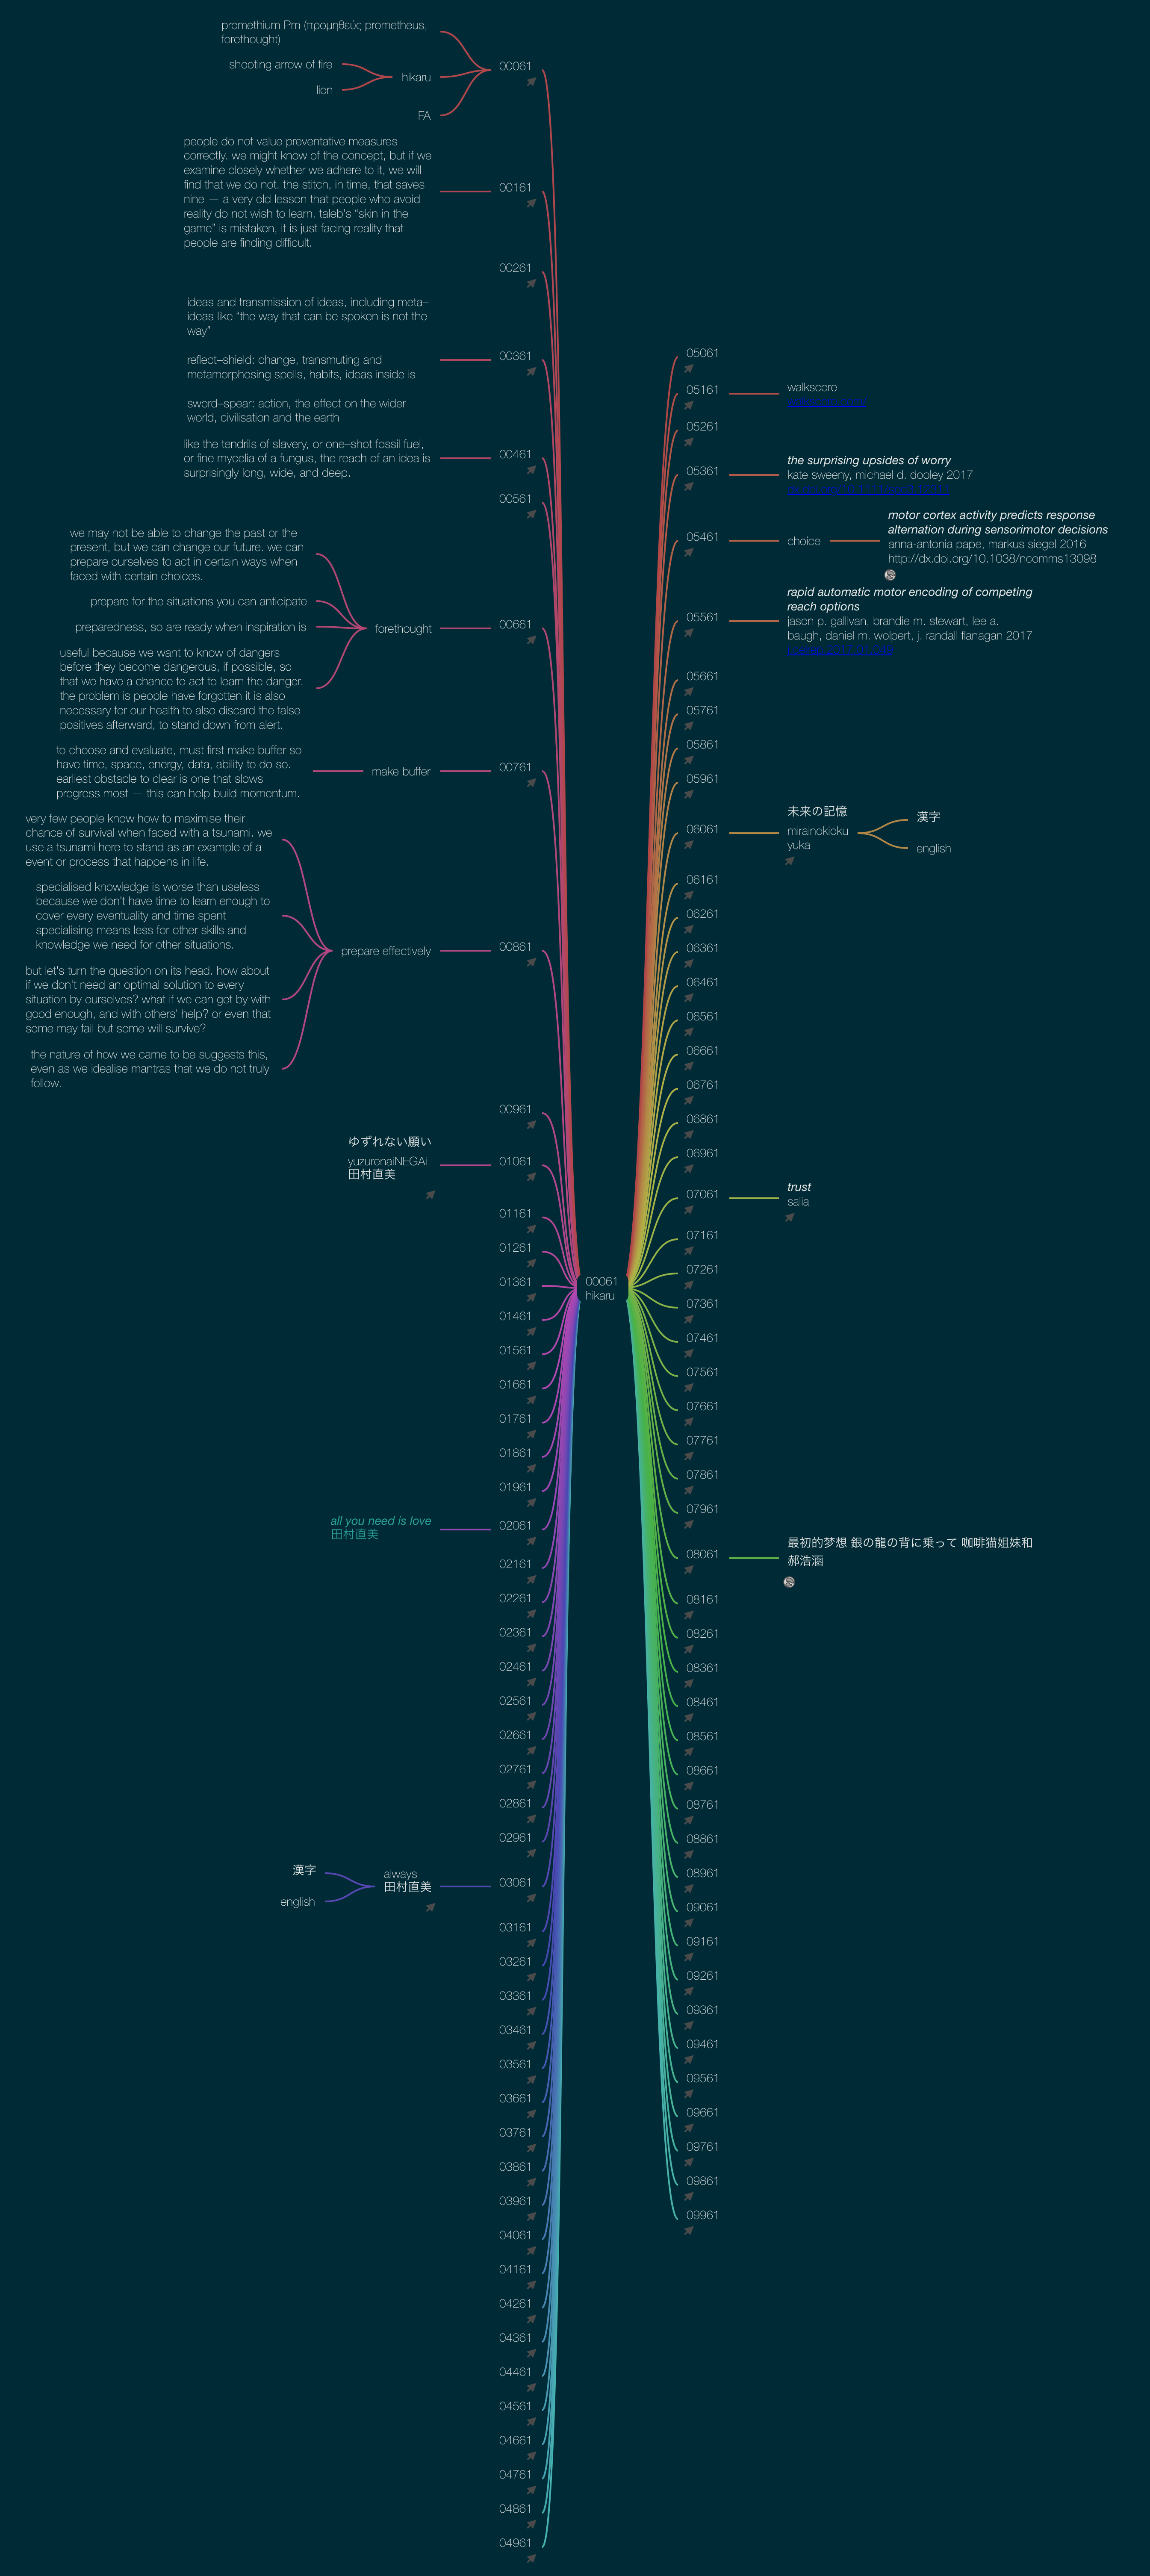 promethium Pm (προμηθεύς prometheus,
forethought)
shooting arrow of fire
lion
hikaru
FA
00061
people do not value preventative measures
correctly. we might know of the concept, but if we
examine closely whether we adhere to it, we will
find that we do not. the stitch, in time, that saves
nine — a very old lesson that people who avoid
reality do not wish to learn. taleb's "skin in the
game" is mistaken, it is just facing reality that
people are finding difficult.
00161
00261
ideas and transmission of ideas, including meta–
ideas like "the way that can be spoken is not the
way"
reflect–shield: change, transmuting and
metamorphosing spells, habits, ideas inside is
sword–spear: action, the effect on the wider
world, civilisation and the earth
00361
like the tendrils of slavery, or one–shot fossil fuel,
or fine mycelia of a fungus, the reach of an idea is
surprisingly long, wide, and deep.
00461
00561
we may not be able to change the past or the
present, but we can change our future. we can
prepare ourselves to act in certain ways when
faced with certain choices.
prepare for the situations you can anticipate
preparedness, so are ready when inspiration is
useful because we want to know of dangers
before they become dangerous, if possible, so
that we have a chance to act to learn the danger.
the problem is people have forgotten it is also
necessary for our health to also discard the false
positives afterward, to stand down from alert.
forethought
00661
to choose and evaluate, must first make buffer so
have time, space, energy, data, ability to do so.
earliest obstacle to clear is one that slows
progress most — this can help build momentum.
make buffer
00761
very few people know how to maximise their
chance of survival when faced with a tsunami. we
use a tsunami here to stand as an example of a
event or process that happens in life.
specialised knowledge is worse than useless
because we don't have time to learn enough to
cover every eventuality and time spent
specialising means less for other skills and
knowledge we need for other situations.
but let's turn the question on its head. how about
if we don't need an optimal solution to every
situation by ourselves? what if we can get by with
good enough, and with others' help? or even that
some may fail but some will survive?
the nature of how we came to be suggests this,
even as we idealise mantras that we do not truly
follow.
prepare effectively
00861
00961
ゆずれない願い
yuzurenaiNEGAi
田村直美
01061
01161
01261
01361
01461
01561
01661
01761
01861
01961
all you need is love
田村直美
02061
02161
02261
02361
02461
02561
02661
02761
02861
02961
漢字
english
always
田村直美
03061
03161
03261
03361
03461
03561
03661
03761
03861
03961
04061
04161
04261
04361
04461
04561
04661
04761
04861
04961
00061
hikaru
05061
05161
walkscore
05261
05361
the surprising upsides of worry
kate sweeny, michael d. dooley 2017
05461
choice
motor cortex activity predicts response
alternation during sensorimotor decisions
anna-antonia pape, markus siegel 2016
http://dx.doi.org/10.1038/ncomms13098
05561
rapid automatic motor encoding of competing
reach options
jason p. gallivan, brandie m. stewart, lee a.
baugh, daniel m. wolpert, j. randall flanagan 2017
05661
05761
05861
05961
06061
未来の記憶
mirainokioku
yuka
漢字
english
06161
06261
06361
06461
06561
06661
06761
06861
06961
07061
trust
salia
07161
07261
07361
07461
07561
07661
07761
07861
07961
08061
最初的梦想 銀の龍の背に乗って 咖啡猫姐妹和
郝浩涵
08161
08261
08361
08461
08561
08661
08761
08861
08961
09061
09161
09261
09361
09461
09561
09661
09761
09861
09961